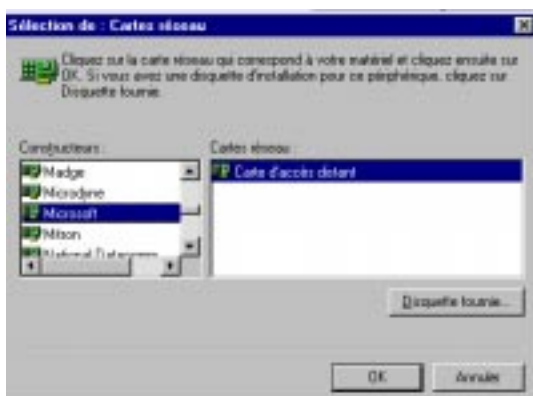 Sélection de : Cartes réseau
Cliquez sur la carte réseau qui correspond à votre matériel et cliquez ensuite sur
OK. Si vous avez une disquette d'installation pour ce périphérique, cliquez sur
Disquette fournie.
Constructeurs :
Cartes réseau :
Madge
Microdyne
Microsoft
Mitron
National Datacomm
Carte d'accès distant
Disquette fournie...
OK
Annuler